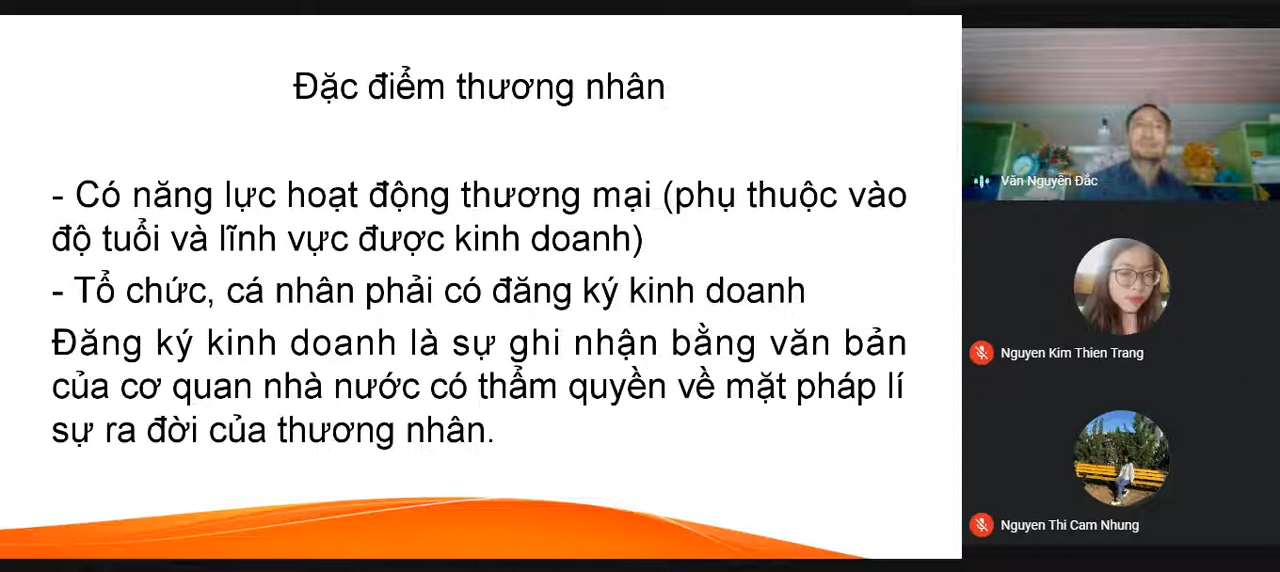 Đặc điểm thương nhân
- Có năng lực hoạt động thương mại (phụ thuộc vào
độ tuổi và lĩnh vực được kinh doanh)
- Tổ chức, cá nhân phải có đăng ký kinh doanh
Đăng ký kinh doanh là sự ghi nhận bằng văn bản
của cơ quan nhà nước có thẩm quyền về mặt pháp lí
sự ra đời của thương nhân.
Văn Nguyễn Đắc
Nguyen Kim Thien Trang
Nguyen Thi Cam Nhung